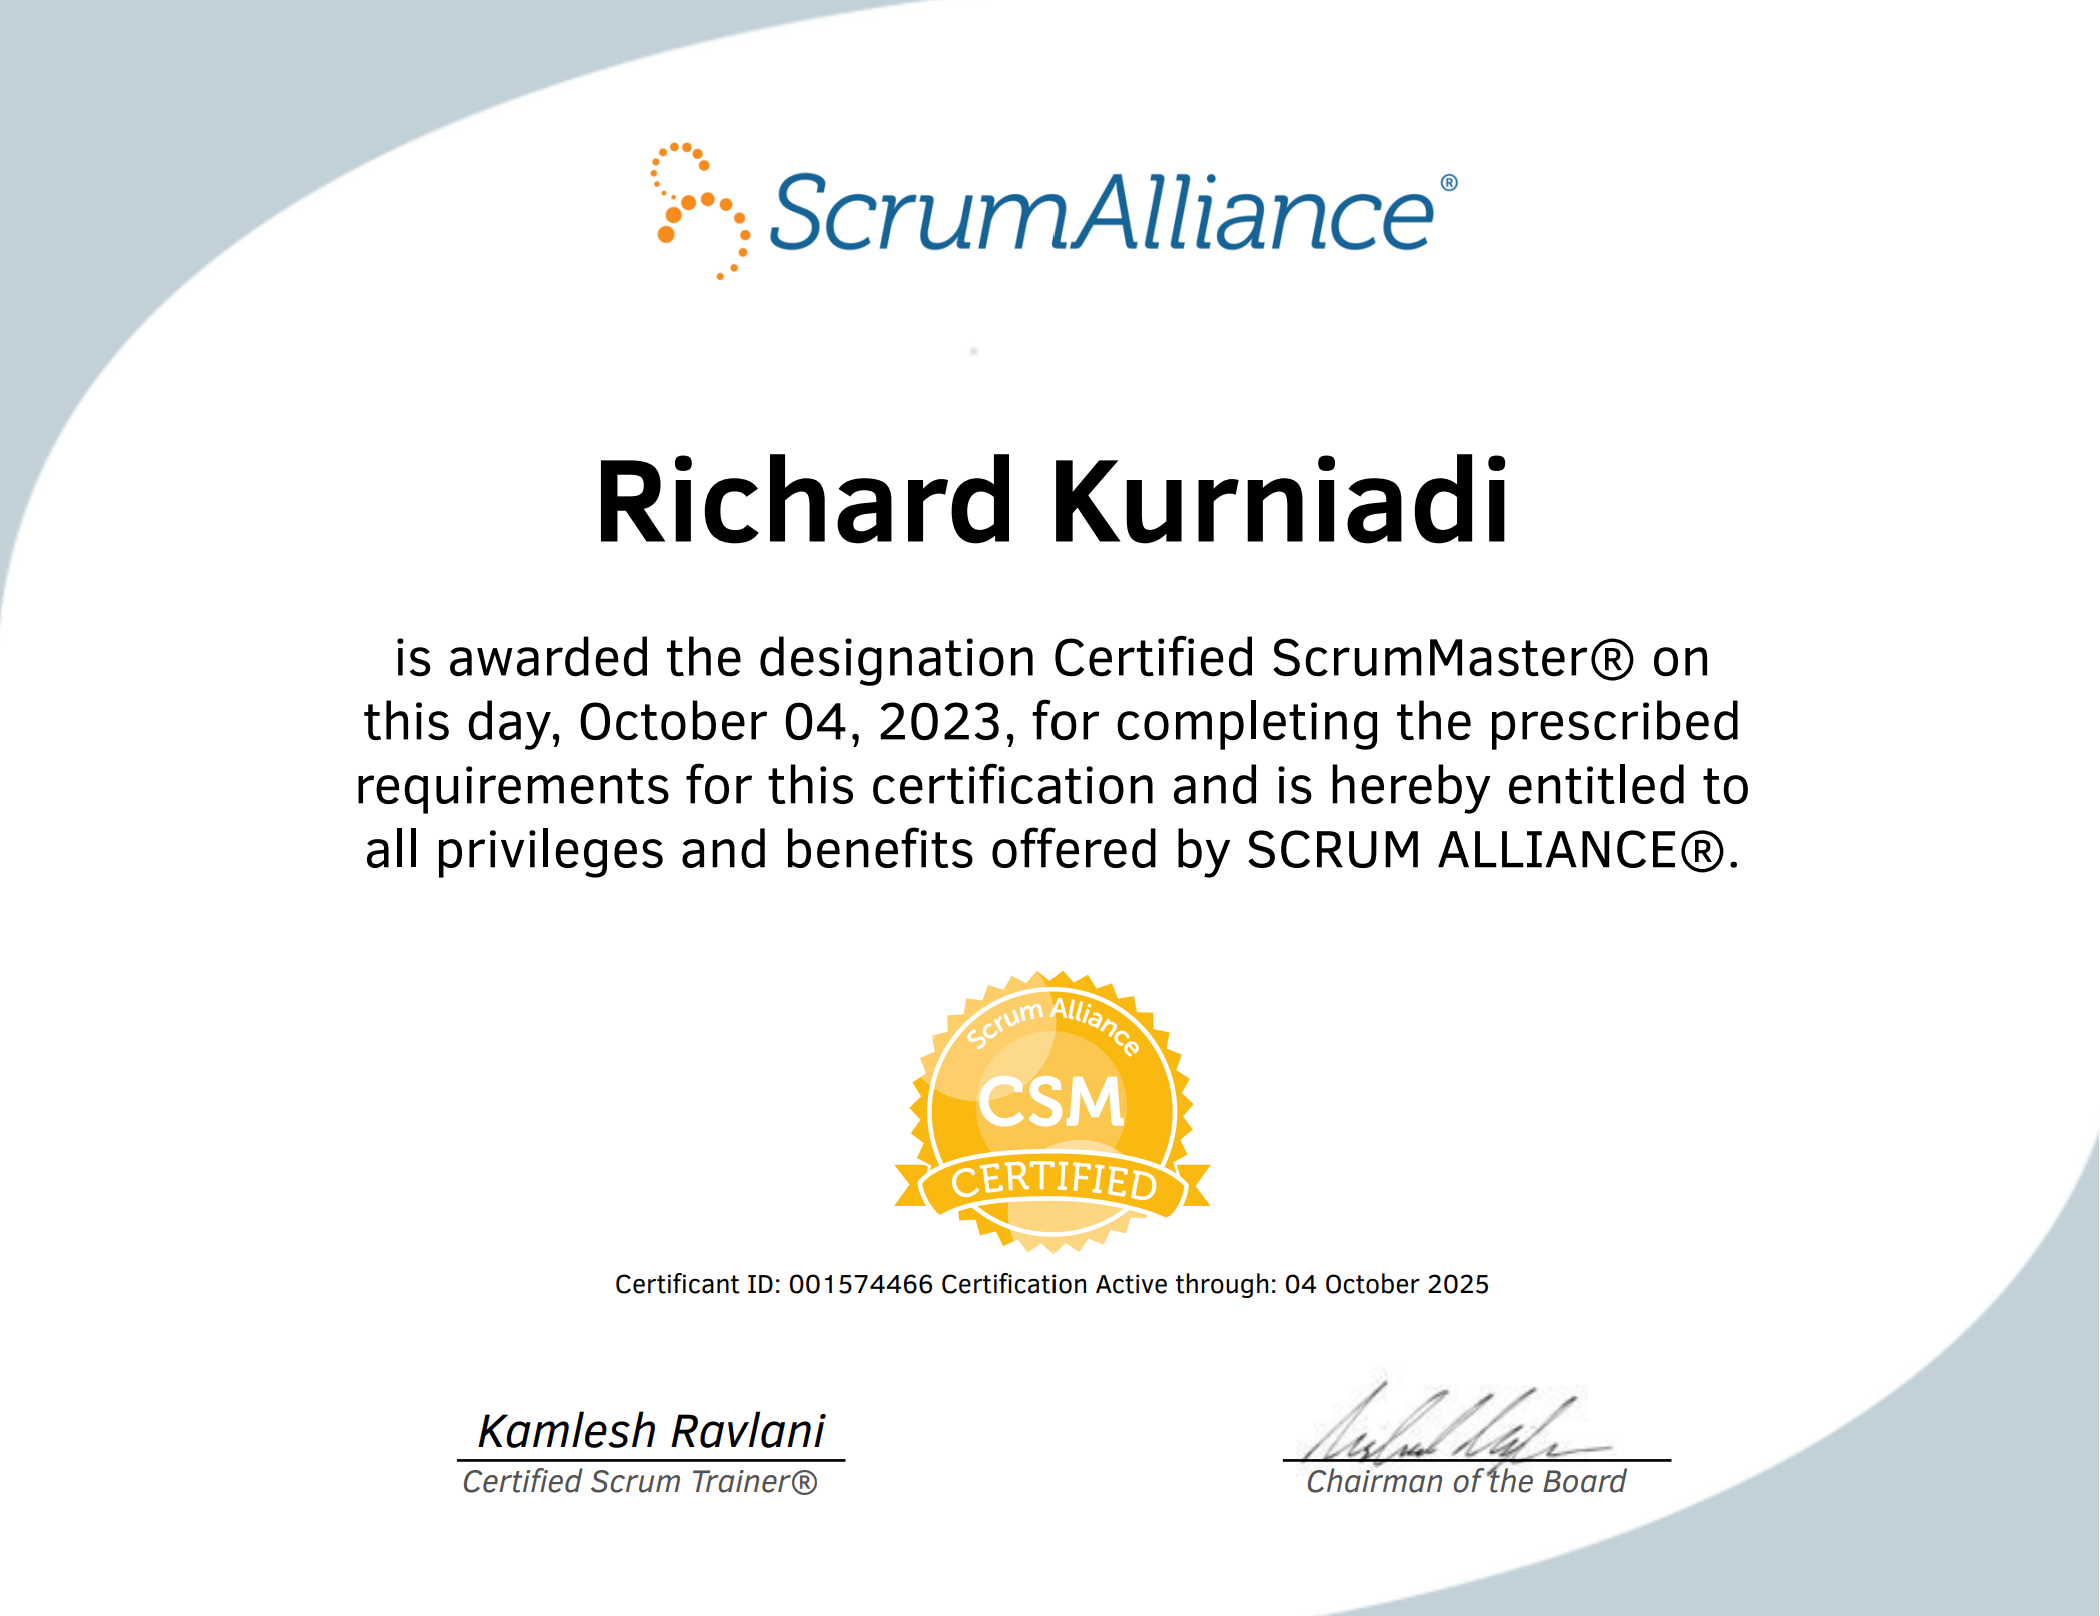 ScrumAlliance®
Richard Kurniadi
is awarded the designation Certified ScrumMaster® on
this day, October 04, 2023, for completing the prescribed
requirements for this certification and is hereby entitled to
all privileges and benefits offered by SCRUM ALLIANCE®.
Scrum Alliance
CSM
CERTIFIED
Certificant ID: 001574466 Certification Active through: 04 October 2025
Kamlesh Ravlani
Certified Scrum Trainer®
Chairman of the Board